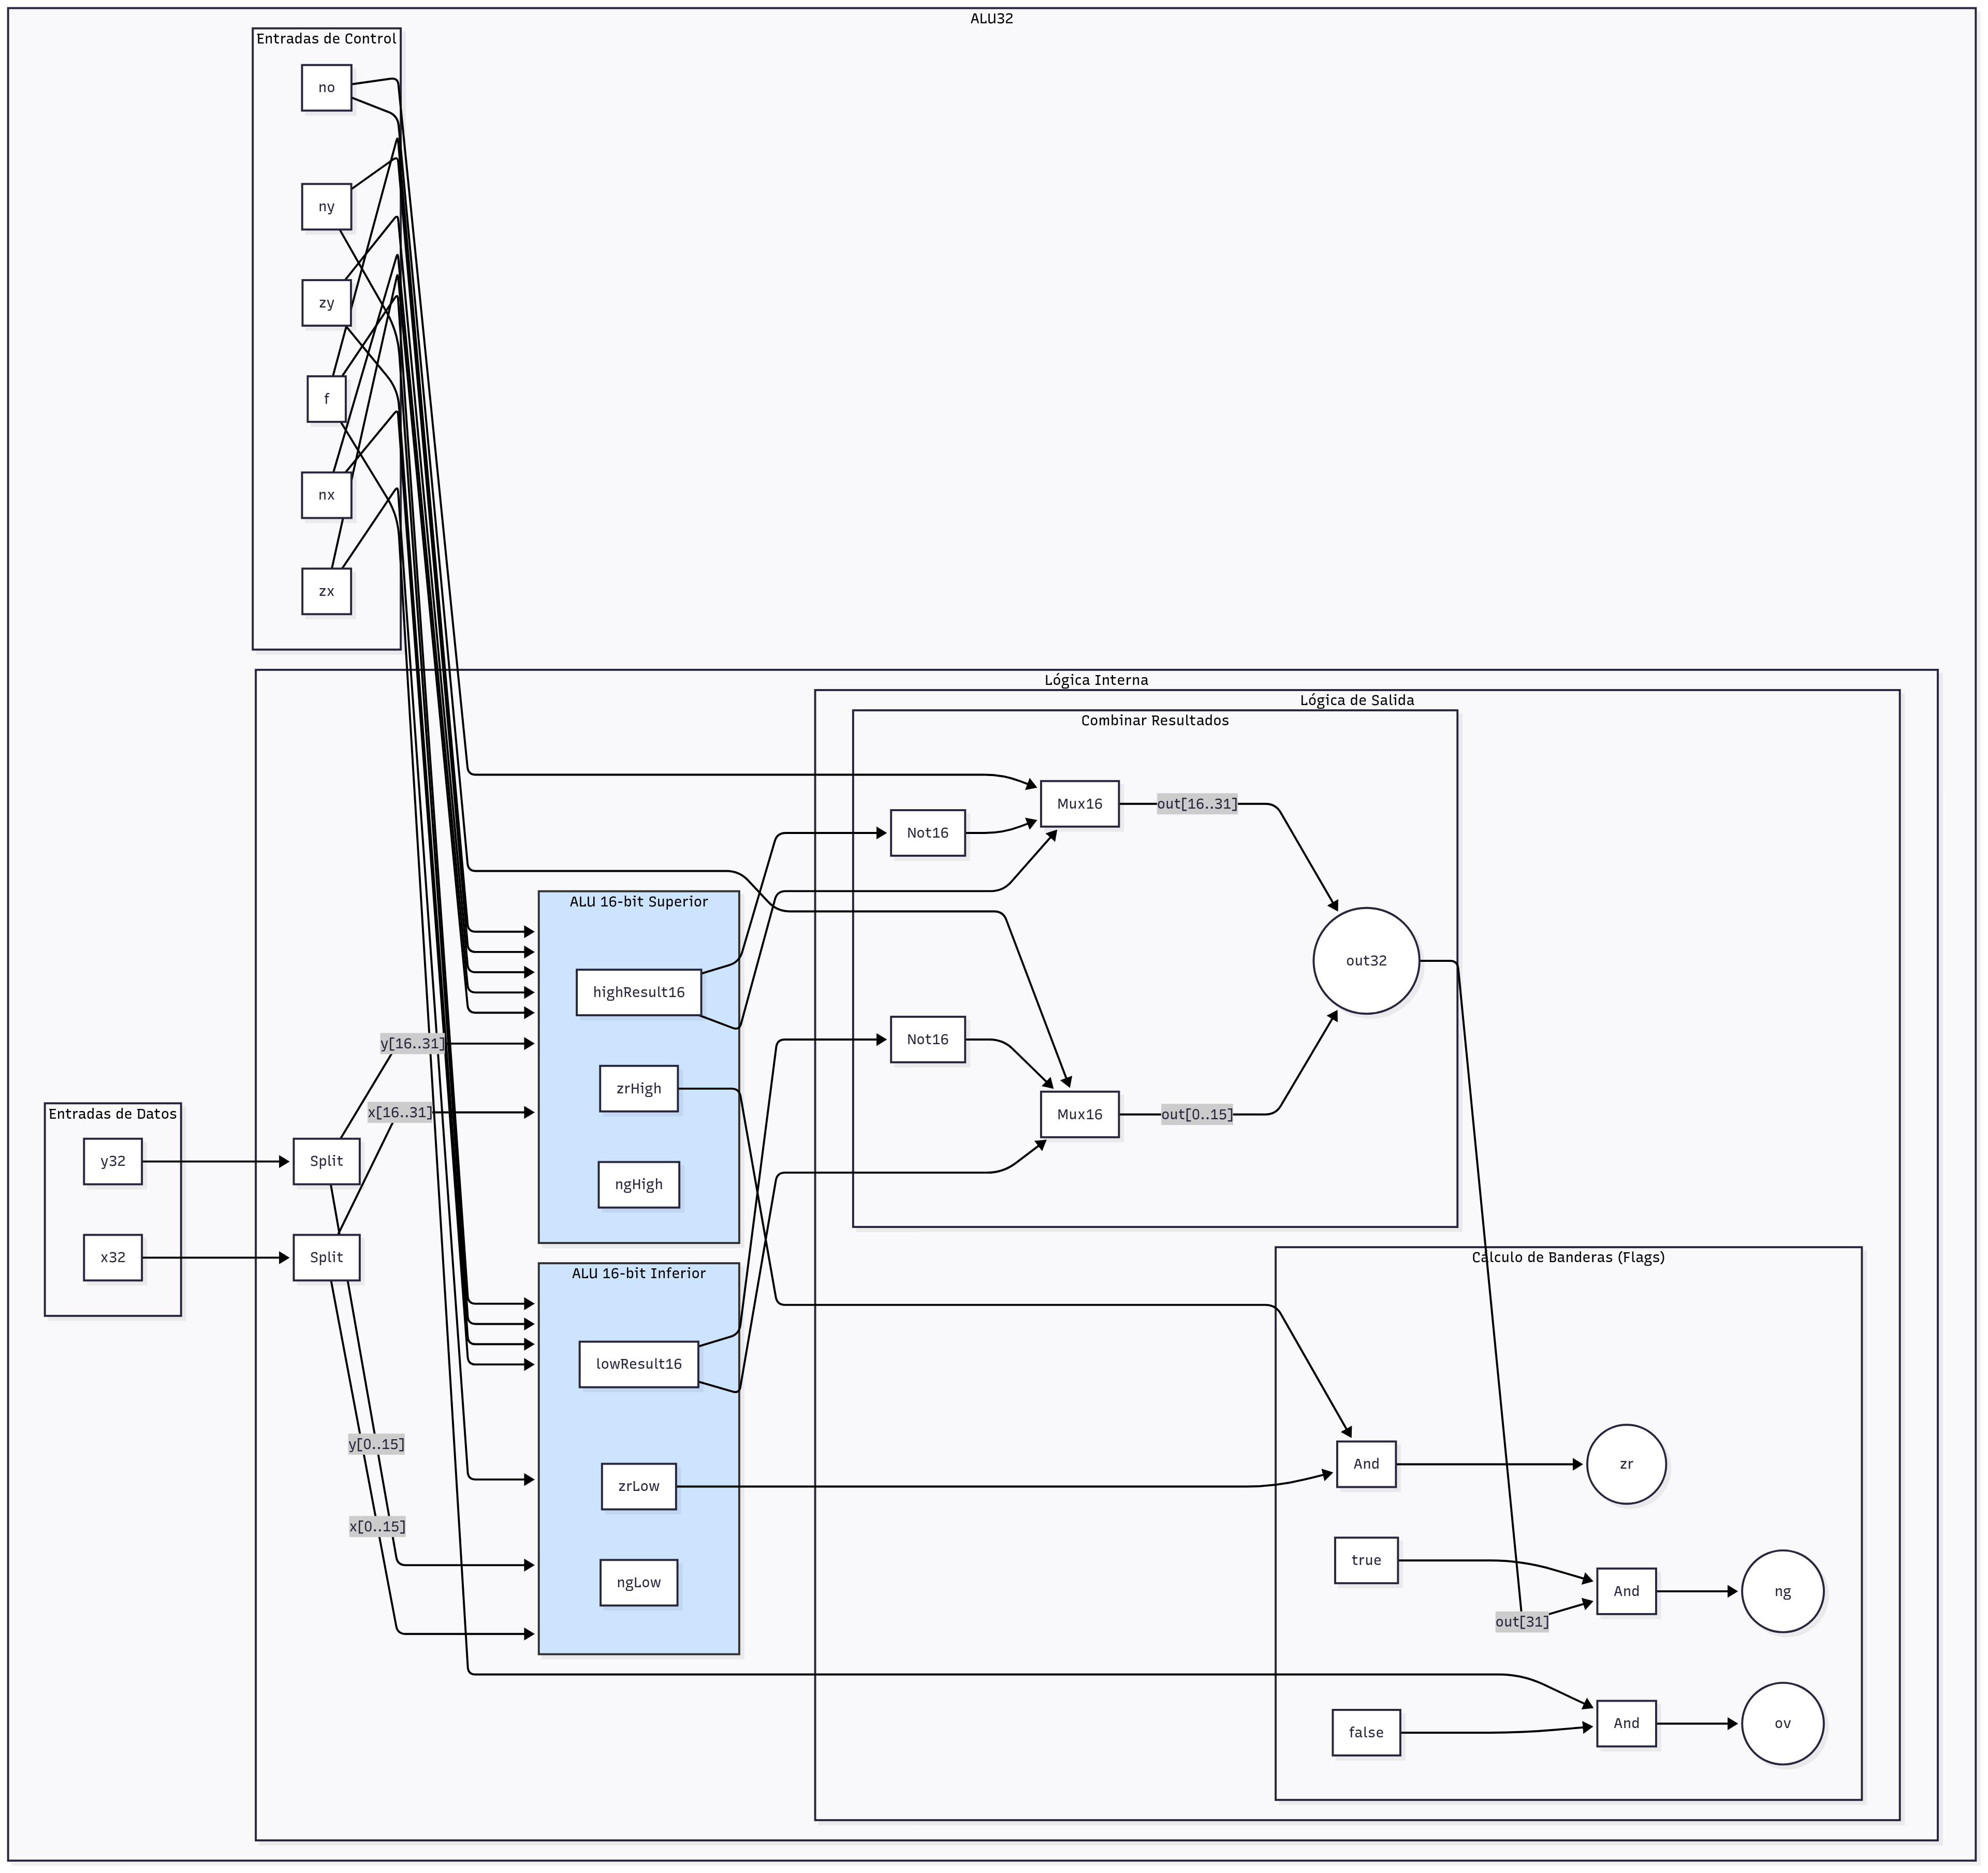 ALU32
Entradas de Control
no
ny
zy
f
nx
zx
Lógica Interna
Lógica de Salida
Combinar Resultados
Mux16
out[16..31]
Not16
ALU 16-bit Superior
out32
highResult16
Not16
y[16..31]
zrHigh
x[16..31]
Entradas de Datos
Mux16
out[0..15]
y32
Split
ngHigh
x32
Split
Calculo de Banderas (Flags)
ALU 16-bit Inferior
lowResult16
y[0..15]
And
zr
zrLow
x[0..15]
true
ngLow
And
ng
out[31]
false
And
ov